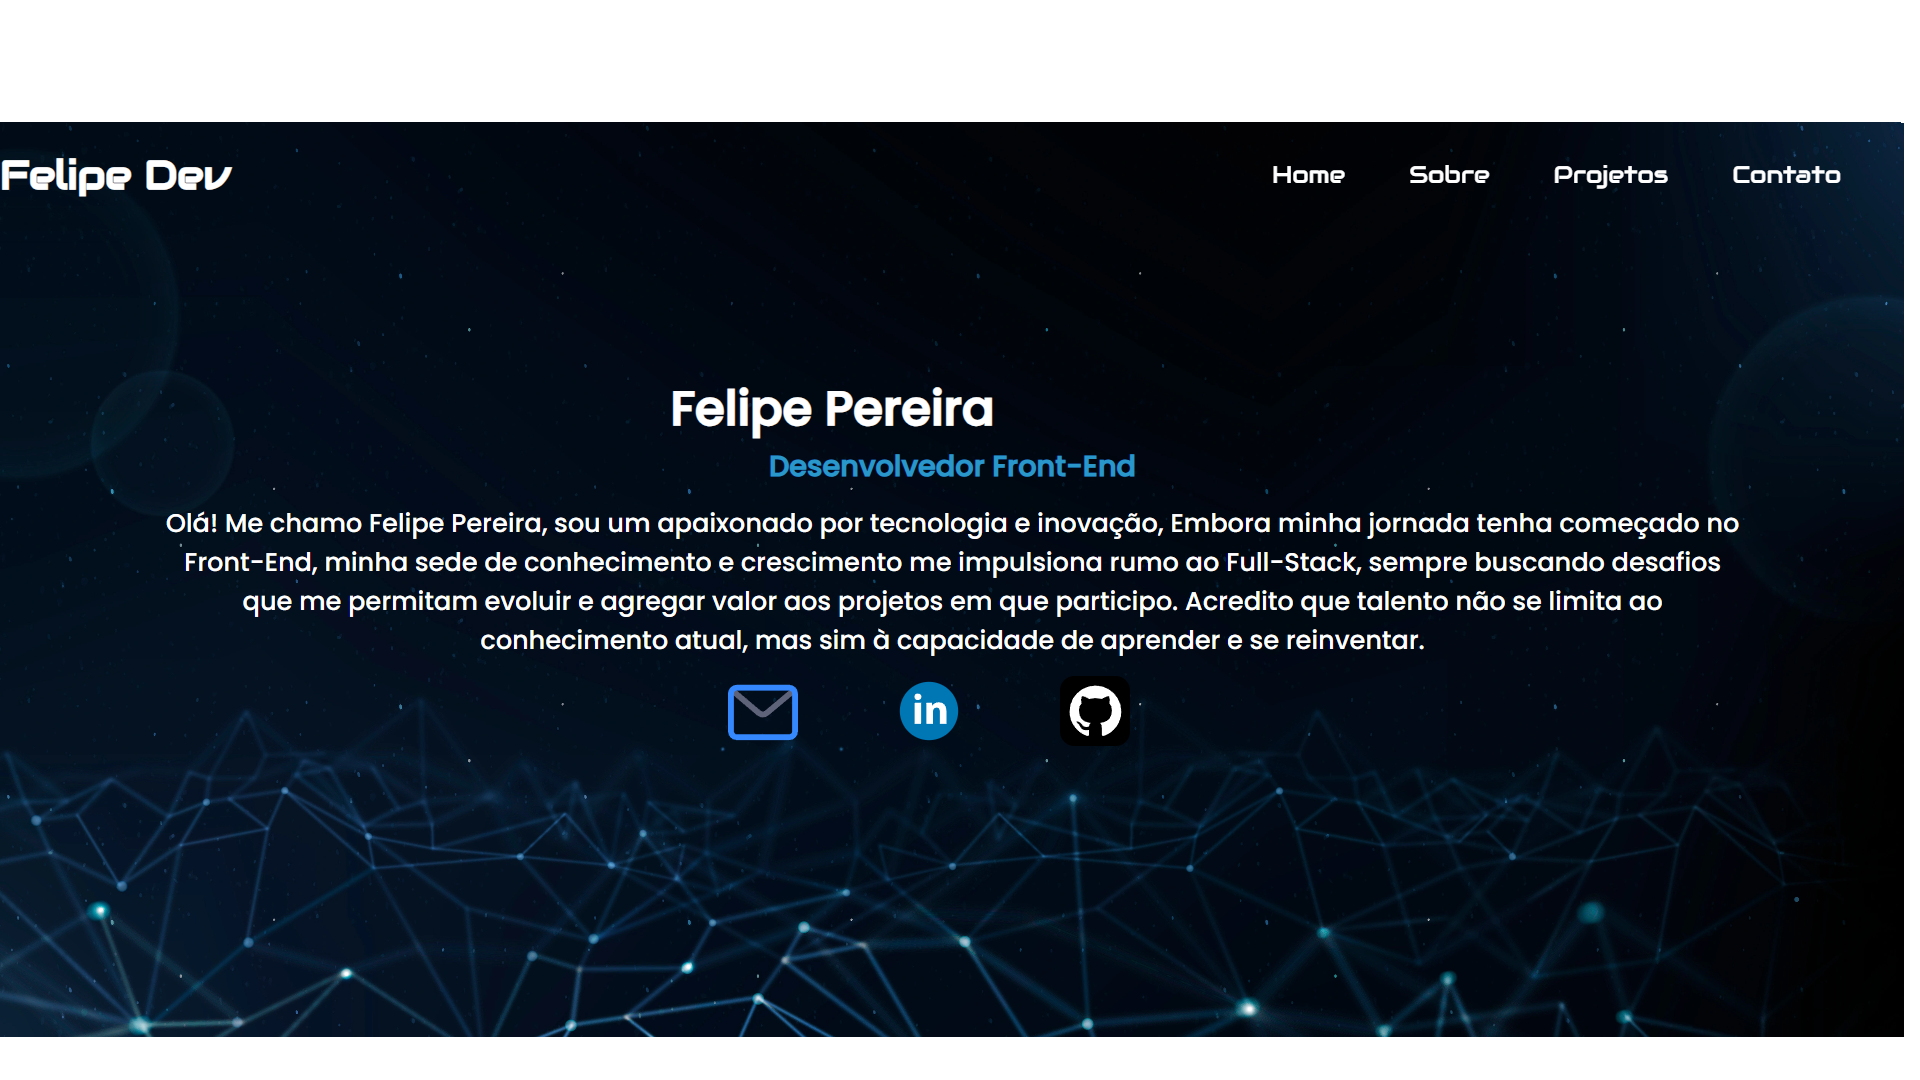 Felipe Dev
Home Sobre Projetos Contato
Felipe Pereira
Desenvolvedor Front-End
Olá! Me chamo Felipe Pereira, sou um apaixonado por tecnologia e inovação, Embora minha jornada tenha começado no
Front-End, minha sede de conhecimento e crescimento me impulsiona rumo ao Full-Stack, sempre buscando desafios
que me permitam evoluir e agregar valor aos projetos em que participo. Acredito que talento não se limita ao
conhecimento atual, mas sim à capacidade de aprender e se reinventar.
in